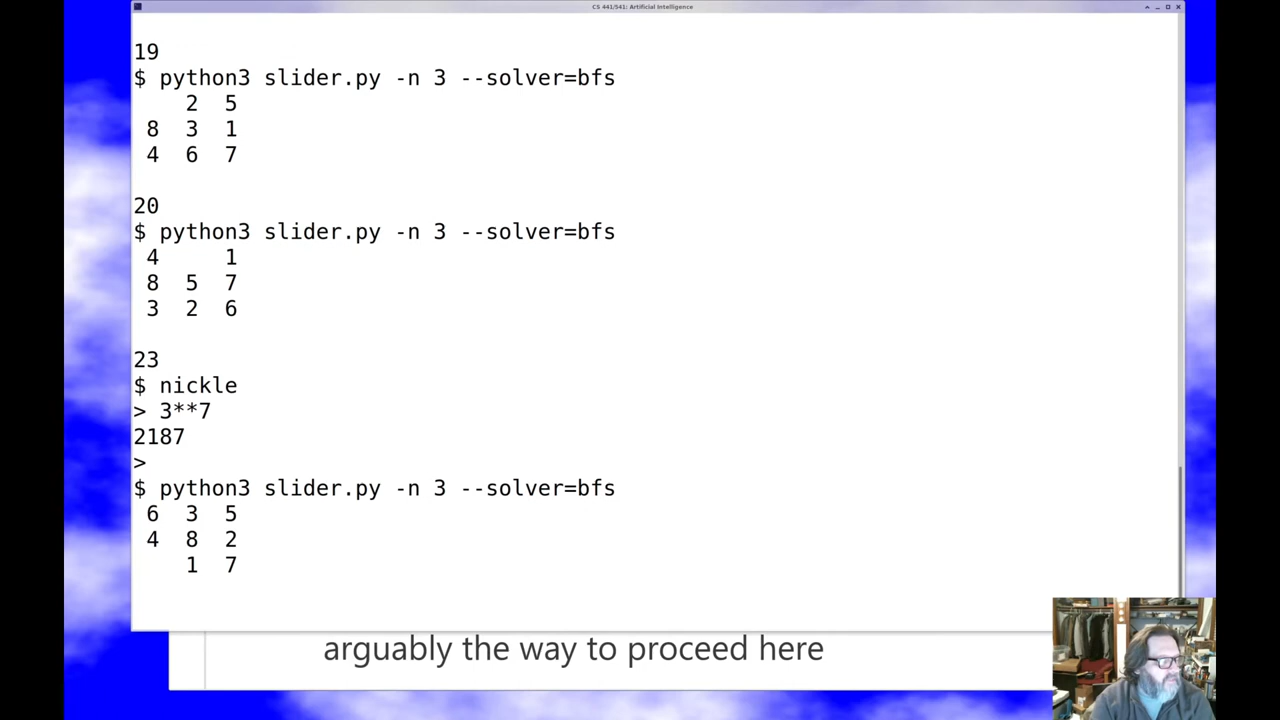 CS 441/541: Artificial Intelligence
19
$ python3 slider.py -n 3 --solver=bfs
2 5
8 3 1
4 6 7
20
$ python3 slider.py -n 3 --solver=bfs
4 1
8 5 7
3 2 6
23
$ nickle
> 3**7
2187
>
$ python3 slider.py -n 3 --solver=bfs
6 3 5
4 8 2
1 7
arguably the way to proceed here